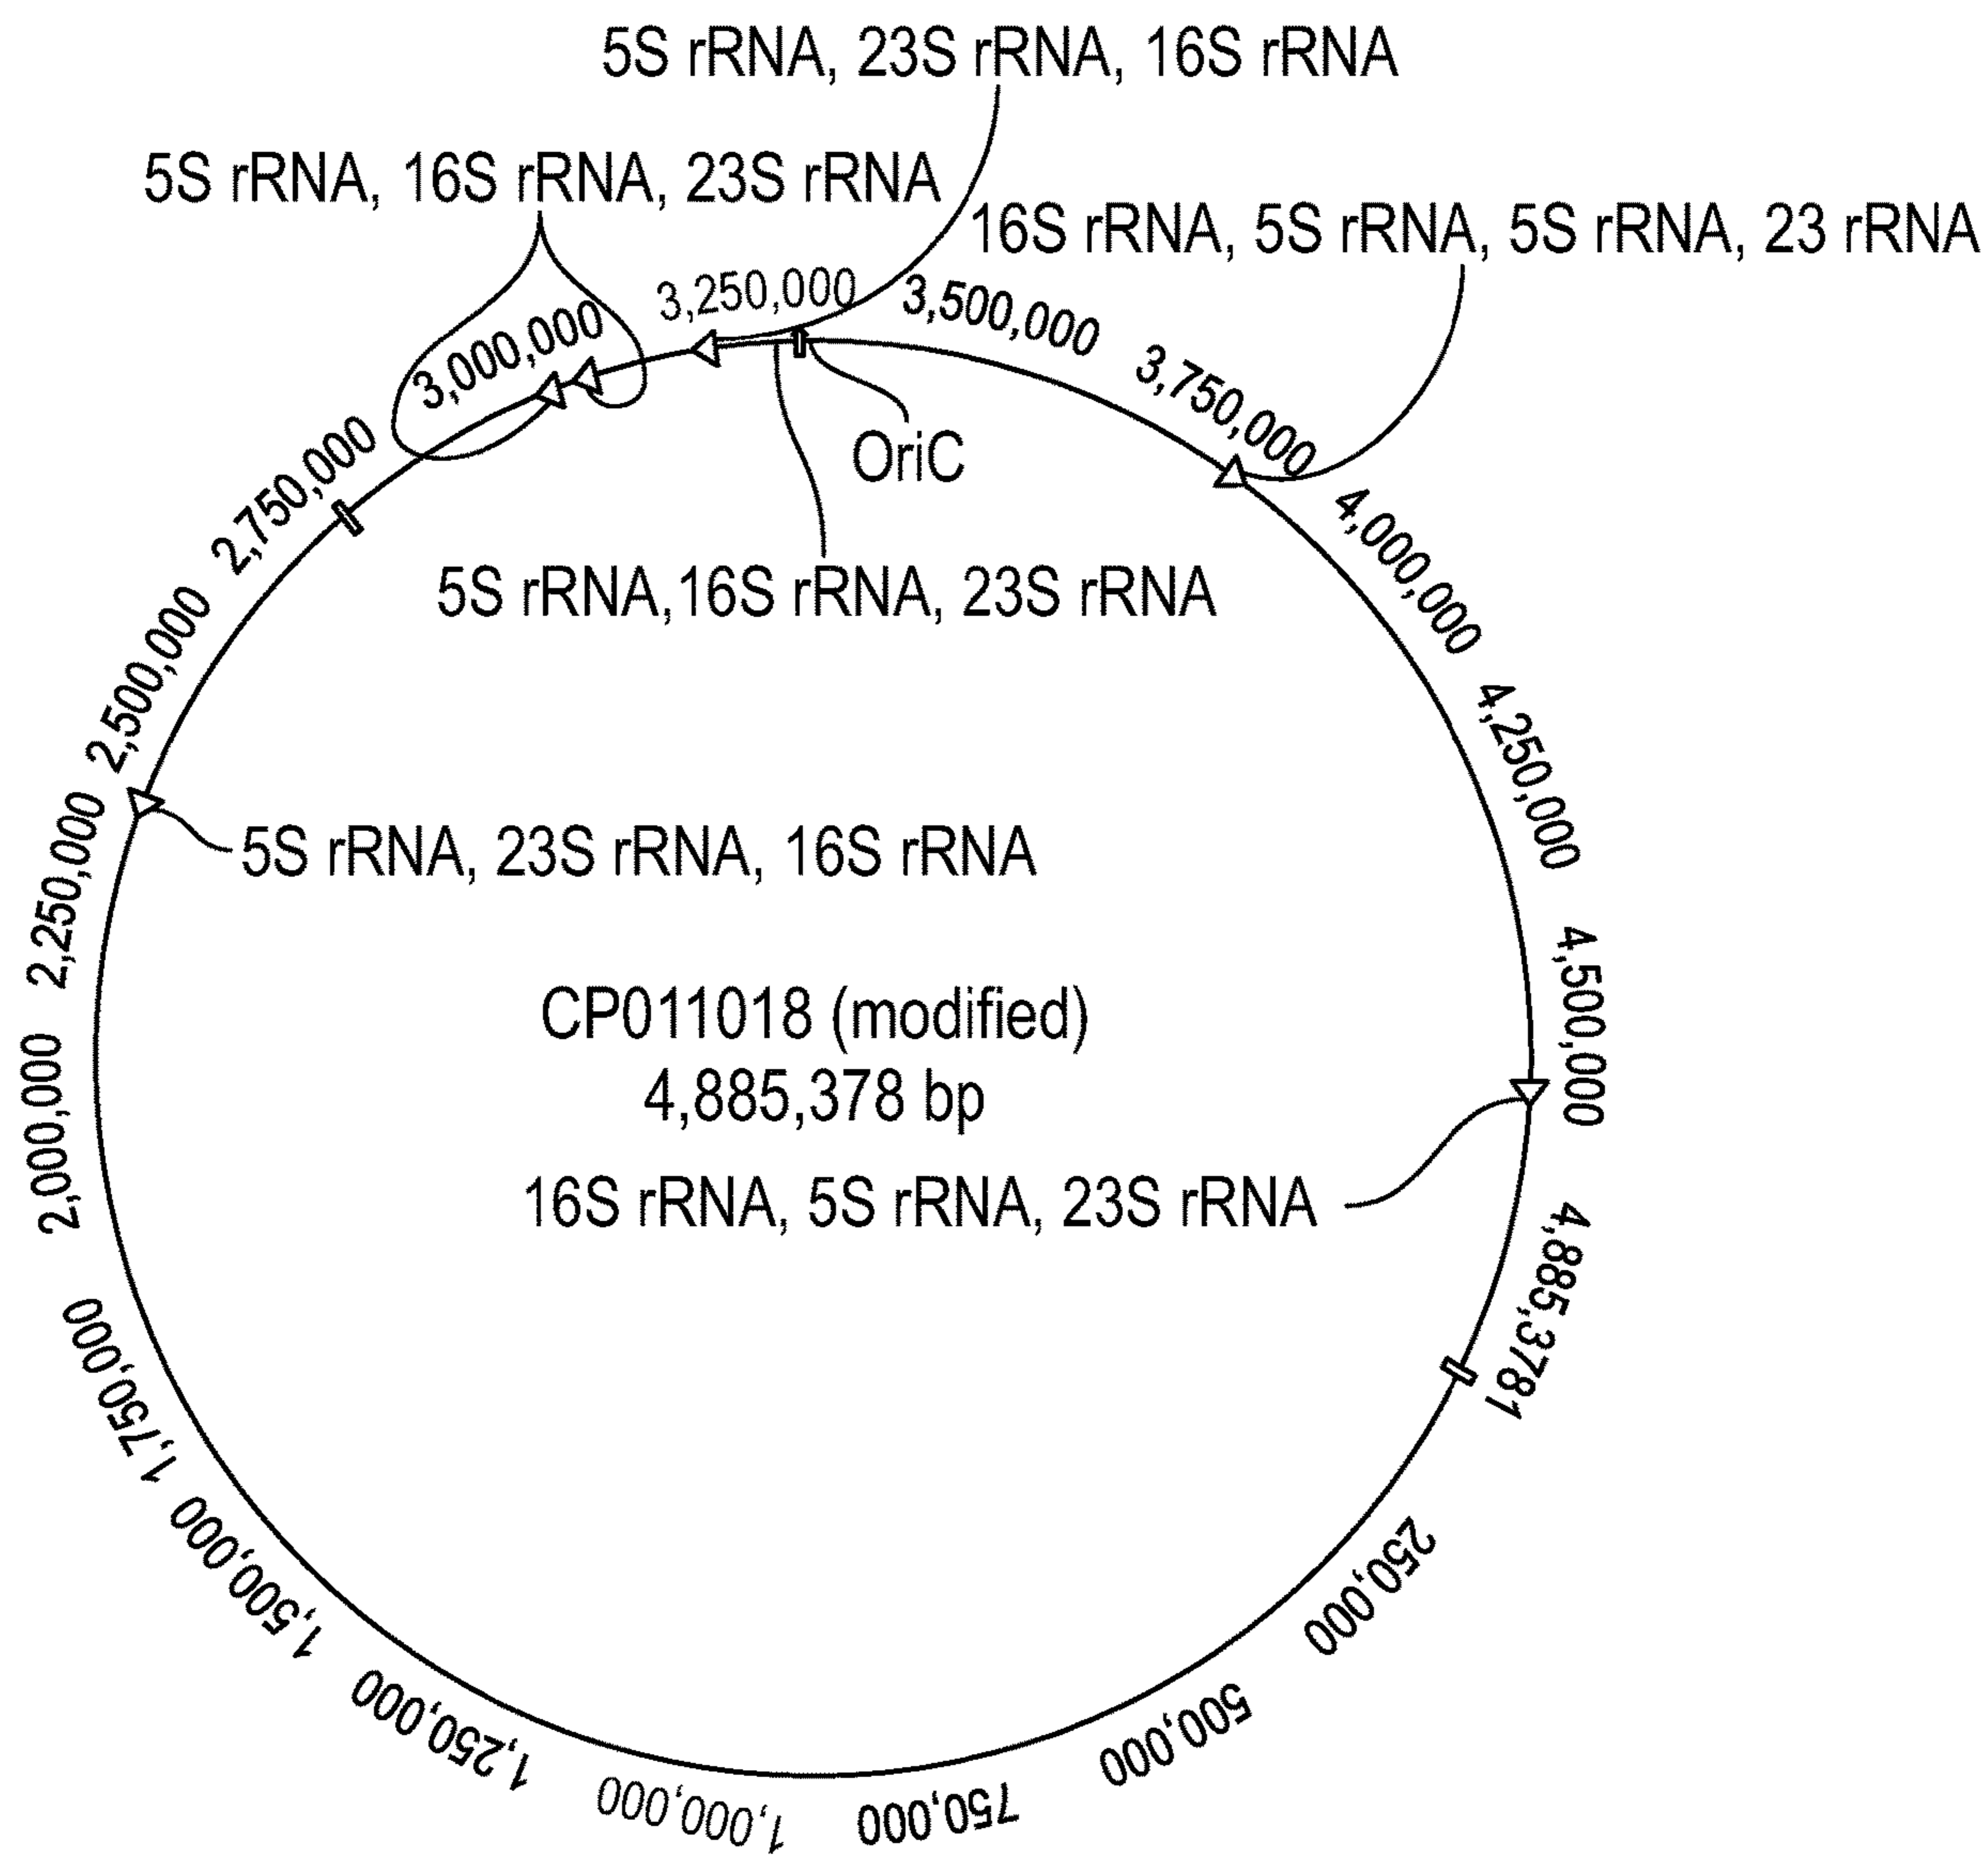 5S rRNA, 23S rRNA, 16S rRNA
5S rRNA, 16S rRNA, 23S rRNA
16S rRNA, 5S rRNA, 5S rRNA, 23 rRNA
3,250,000
3,500,000
3,000,000
3,750,000
OriC
2,750,000
4,000,000
5S rRNA,16S rRNA, 23S rRNA
2,500,000
4,250,000
2,250,000
5S rRNA, 23S rRNA, 16S rRNA
4,500,000
CP011018 (modified)
4,885,378 bp
2,000,000
16S rRNA, 5S rRNA, 23S rRNA
4,885,3781
1,750,000
250,000
1,500,000
500,000
1,250,000
750,000
1,000,000